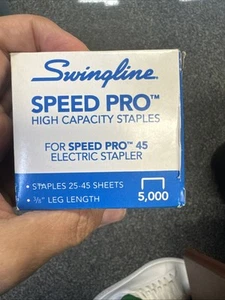 Swingline
SPEED PRO™
HIGH CAPACITY STAPLES
FOR SPEED PRO™ 45
ELECTRIC STAPLER
• STAPLES 25-45 SHEETS
• 3/8" LEG LENGTH
5,000